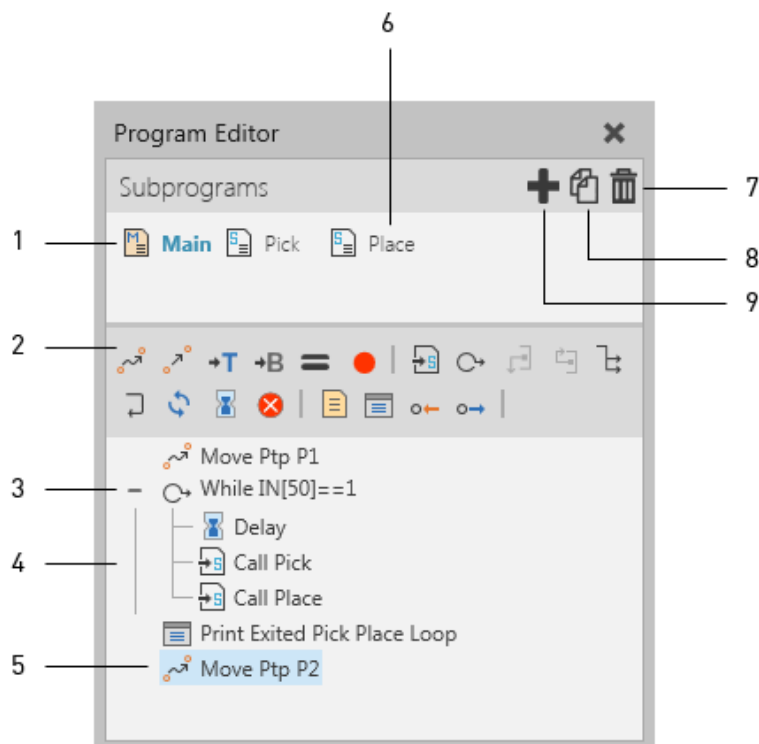 6
Program Editor
Subprograms
7
1
M Main S Pick S Place
8
9
2
T B S
Move Ptp P1
3
While IN[50]==1
Delay
4
S Call Pick
S Call Place
Print Exited Pick Place Loop
5
Move Ptp P2